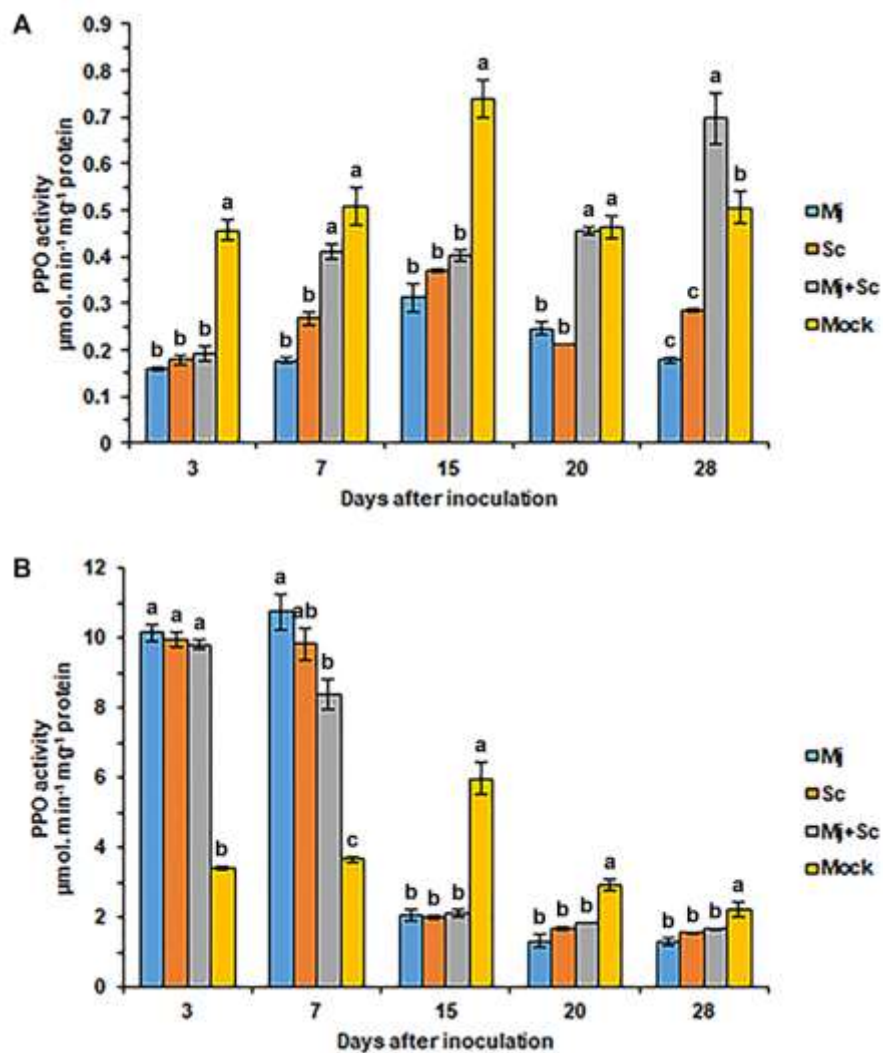 A
PPO activity
µmol. min⁻¹ mg⁻¹ protein
0.9
0.8
0.7
0.6
0.5
0.4
0.3
0.2
0.1
0
b b b a
b b a a
b b b a
b b a a
c c a b
3 7 15 20 28
Days after inoculation
Mj
Sc
Mj+Sc
Mock
B
PPO activity
µmol. min⁻¹ mg⁻¹ protein
12
10
8
6
4
2
0
a a a b
a ab b c
b b b a
b b b a
b b b a
3 7 15 20 28
Days after inoculation
Mj
Sc
Mj+Sc
Mock